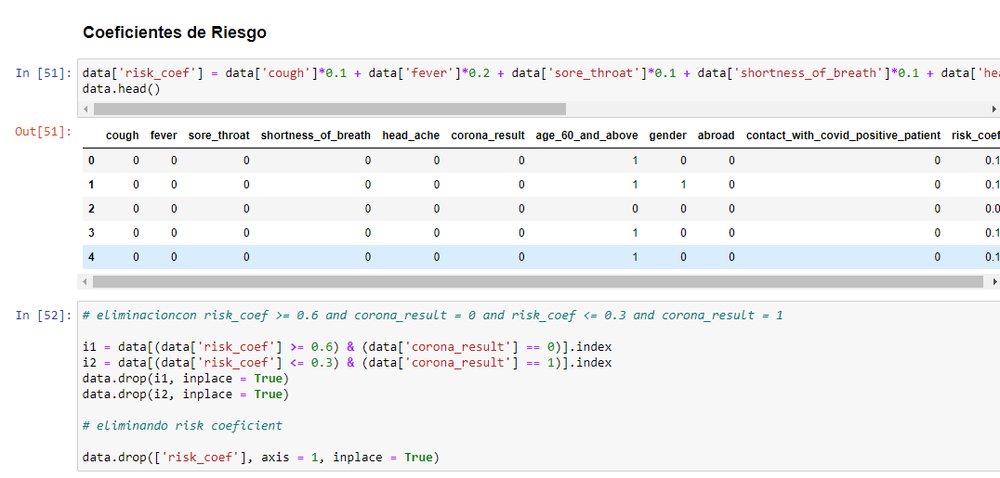 Coeficientes de Riesgo
In [51]: data['risk_coef'] = data['cough']*0.1 + data['fever']*0.2 + data['sore_throat']*0.1 + data['shortness_of_breath']*0.1 + data['hea
data.head()
Out[51]:
cough fever sore_throat shortness_of_breath head_ache corona_result age_60_and_above gender abroad contact_with_covid_positive_patient risk_coef
0 0 0 0 0 0 0 1 0 0 0 0.1
1 0 0 0 0 0 0 1 1 0 0 0.1
2 0 0 0 0 0 0 0 0 0 0 0.0
3 0 0 0 0 0 0 1 0 0 0 0.1
4 0 0 0 0 0 0 1 0 0 0 0.1
In [52]: # eliminacioncon risk_coef >= 0.6 and corona_result = 0 and risk_coef <= 0.3 and corona_result = 1
i1 = data[(data['risk_coef'] >= 0.6) & (data['corona_result'] == 0)].index
i2 = data[(data['risk_coef'] <= 0.3) & (data['corona_result'] == 1)].index
data.drop(i1, inplace = True)
data.drop(i2, inplace = True)
# eliminando risk coeficient
data.drop(['risk_coef'], axis = 1, inplace = True)